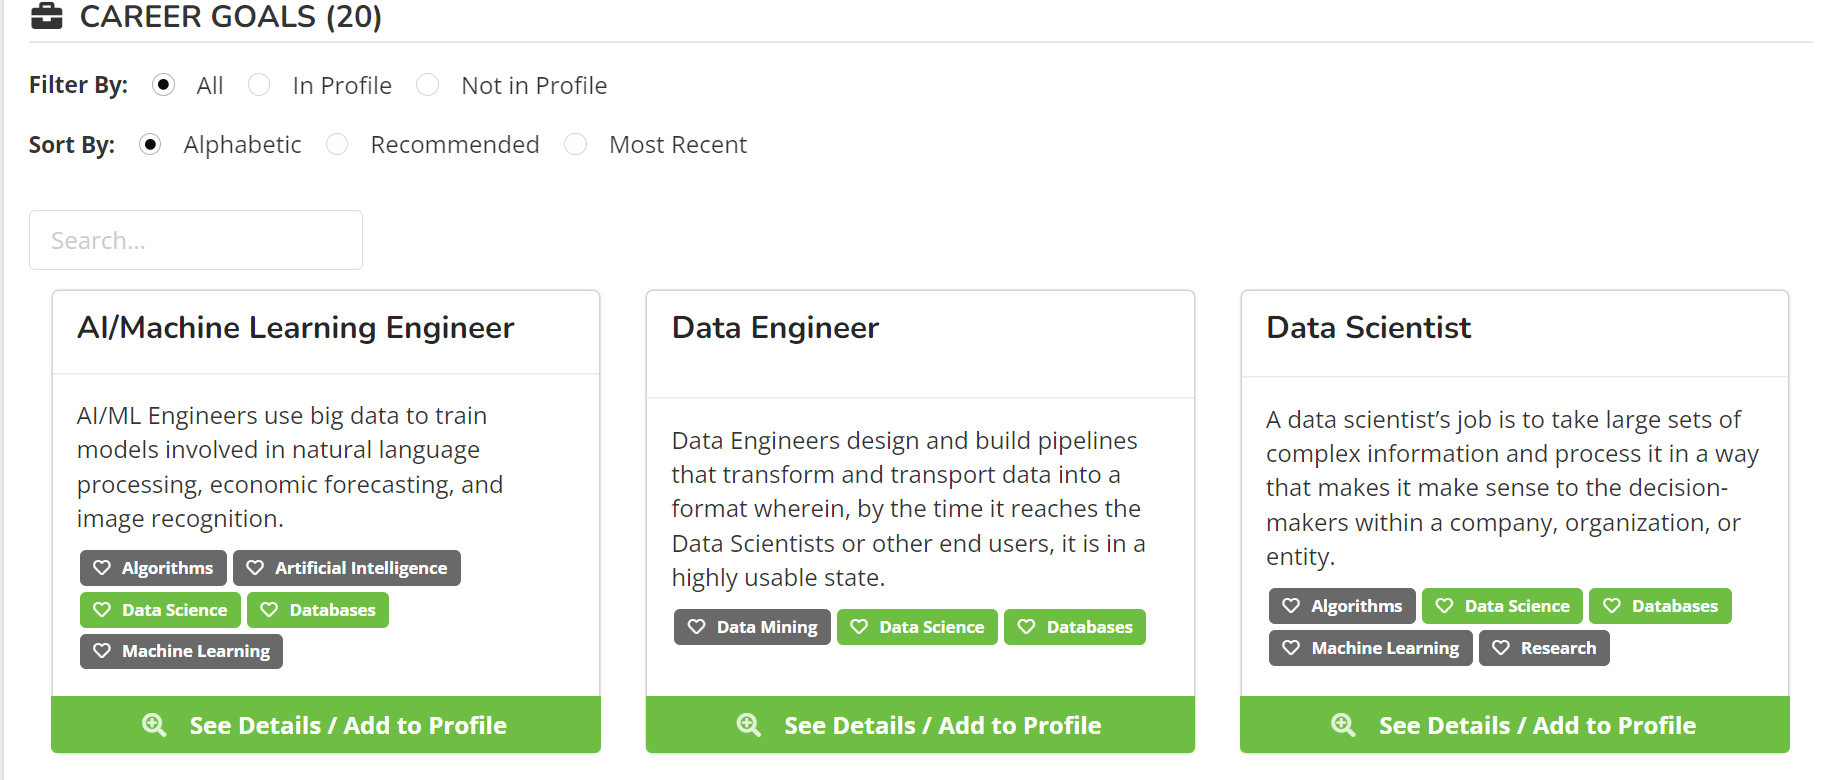 CAREER GOALS (20)
Filter By: All In Profile Not in Profile
Sort By: Alphabetic Recommended Most Recent
Search...
AI/Machine Learning Engineer
AI/ML Engineers use big data to train
models involved in natural language
processing, economic forecasting, and
image recognition.
Algorithms Artificial Intelligence
Data Science Databases
Machine Learning
See Details / Add to Profile
Data Engineer
Data Engineers design and build pipelines
that transform and transport data into a
format wherein, by the time it reaches the
Data Scientists or other end users, it is in a
highly usable state.
Data Mining Data Science Databases
See Details / Add to Profile
Data Scientist
A data scientist’s job is to take large sets of
complex information and process it in a way
that makes it make sense to the decision-
makers within a company, organization, or
entity.
Algorithms Data Science Databases
Machine Learning Research
See Details / Add to Profile